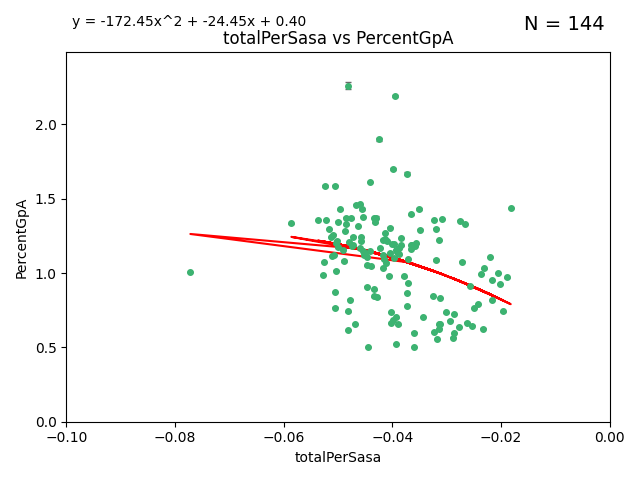 y = -172.45x^2 + -24.45x + 0.40
N = 144
totalPerSasa vs PercentGpA
PercentGpA
2.0
1.5
1.0
0.5
0.0
−0.10 −0.08 −0.06 −0.04 −0.02 0.00
totalPerSasa